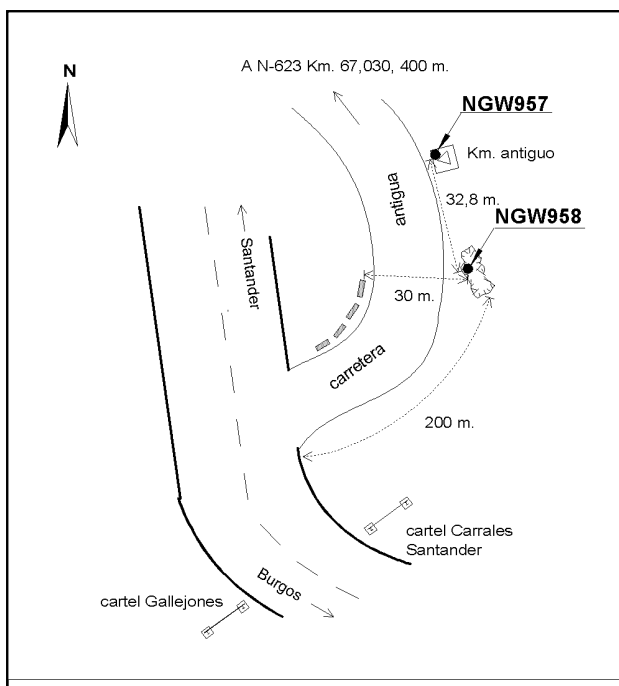 A N-623 Km. 67,030, 400 m.
N
NGW957
Km. antiguo
antigua
32,8 m.
NGW958
Santander
30 m.
carretera
200 m.
cartel Carrales
Santander
Burgos
cartel Gallejones